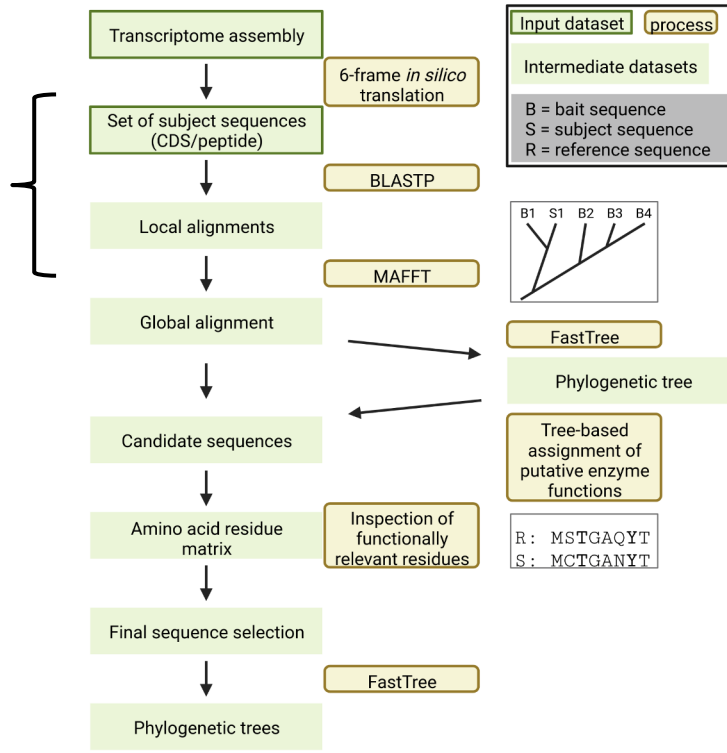 Transcriptome assembly
6-frame in silico
translation
Set of subject sequences
(CDS/peptide)
BLASTP
Local alignments
MAFFT
Global alignment
FastTree
Phylogenetic tree
Candidate sequences
Tree-based
assignment of
putative enzyme
functions
Amino acid residue
matrix
Inspection of
functionally
relevant residues
R: MSTGAQYT
S: MCTGANYT
Final sequence selection
FastTree
Phylogenetic trees
Input dataset
process
Intermediate datasets
B = bait sequence
S = subject sequence
R = reference sequence
B1 S1 B2 B3 B4